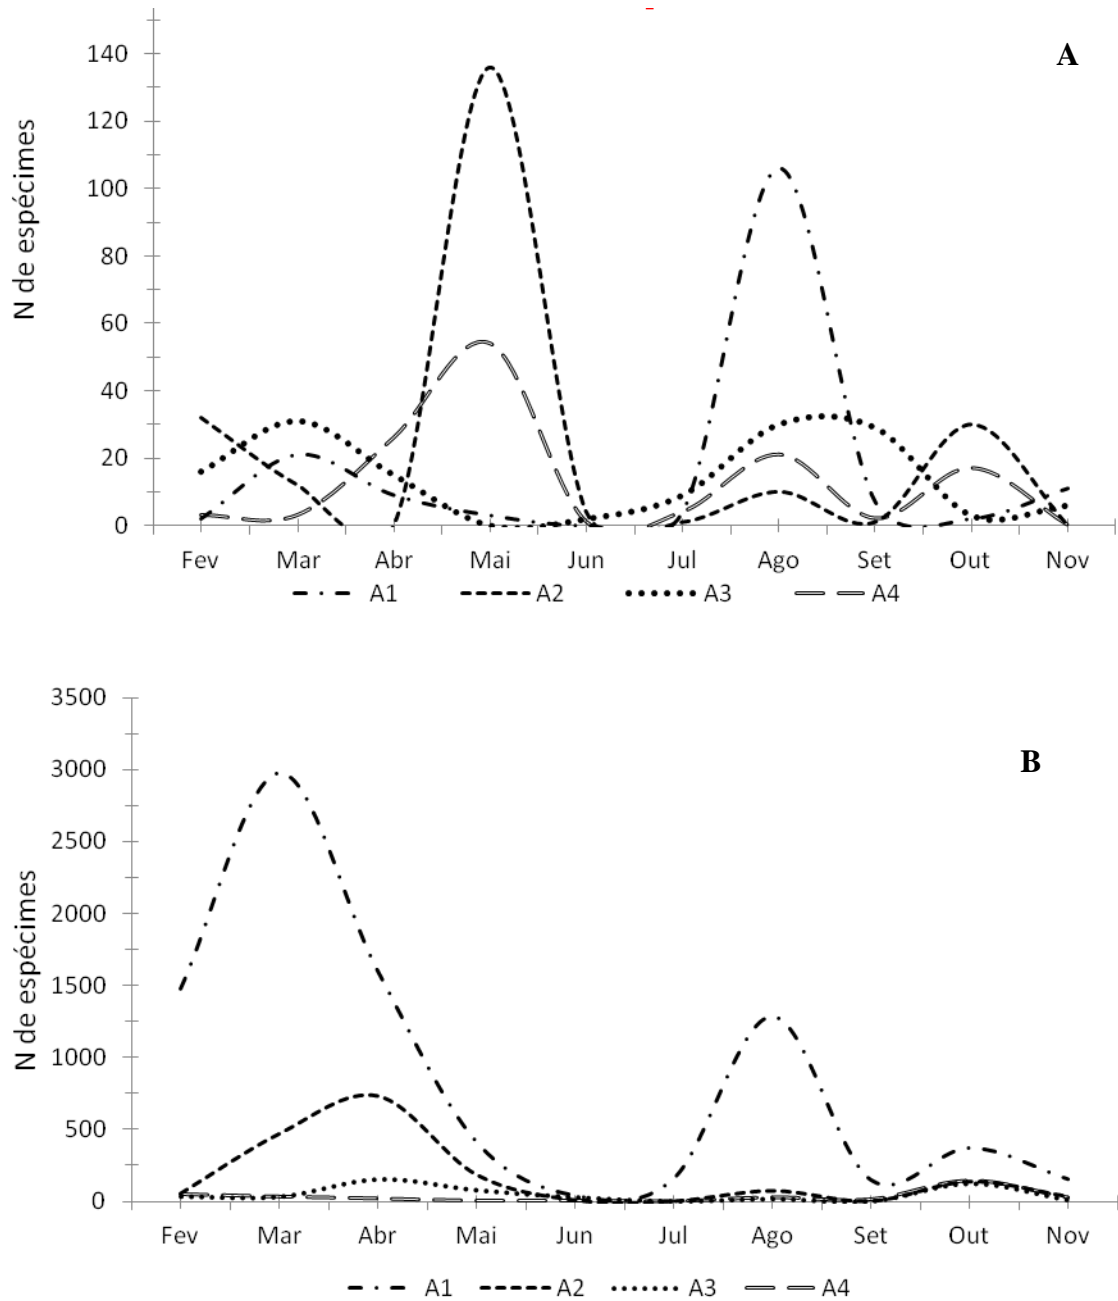 A
140
120
100
80
60
40
20
0
N de espécimes
Fev Mar Abr Mai Jun Jul Ago Set Out Nov
A1 A2 A3 A4
B
3500
3000
2500
2000
1500
1000
500
0
N de espécimes
Fev Mar Abr Mai Jun Jul Ago Set Out Nov
A1 A2 A3 A4